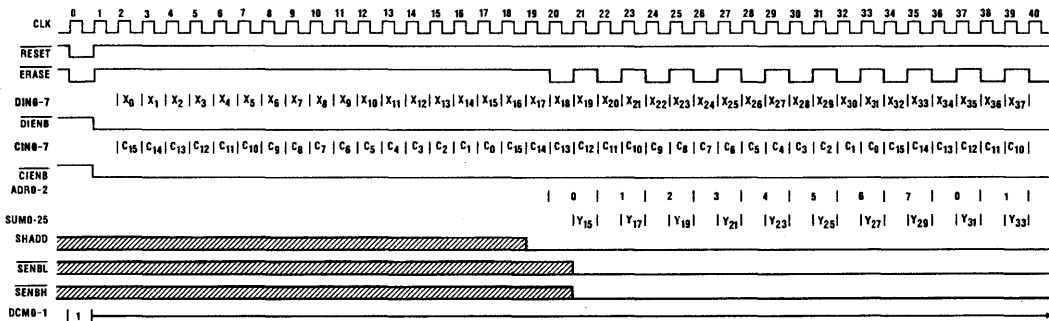 0 1 2 3 4 5 6 7 8 9 10 11 12 13 14 15 16 17 18 19 20 21 22 23 24 25 26 27 28 29 30 31 32 33 34 35 36 37 38 39 40
CLK
RESET
ERASE
DIN0-7 X0 X1 X2 X3 X4 X5 X6 X7 X8 X9 X10 X11 X12 X13 X14 X15 X16 X17 X18 X19 X20 X21 X22 X23 X24 X25 X26 X27 X28 X29 X30 X31 X32 X33 X34 X35 X36 X37
DIENB
CIN0-7 C15 C14 C13 C12 C11 C10 C9 C8 C7 C6 C5 C4 C3 C2 C1 C0 C15 C14 C13 C12 C11 C10 C9 C8 C7 C6 C5 C4 C3 C2 C1 C0 C15 C14 C13 C12 C11 C10
CIENB
ADR0-2 0 1 2 3 4 5 6 7 0 1
SUM0-25 Y15 Y17 Y19 Y21 Y23 Y25 Y27 Y29 Y31 Y33
SHADD
SENBL
SENBH
DCM0-1 1